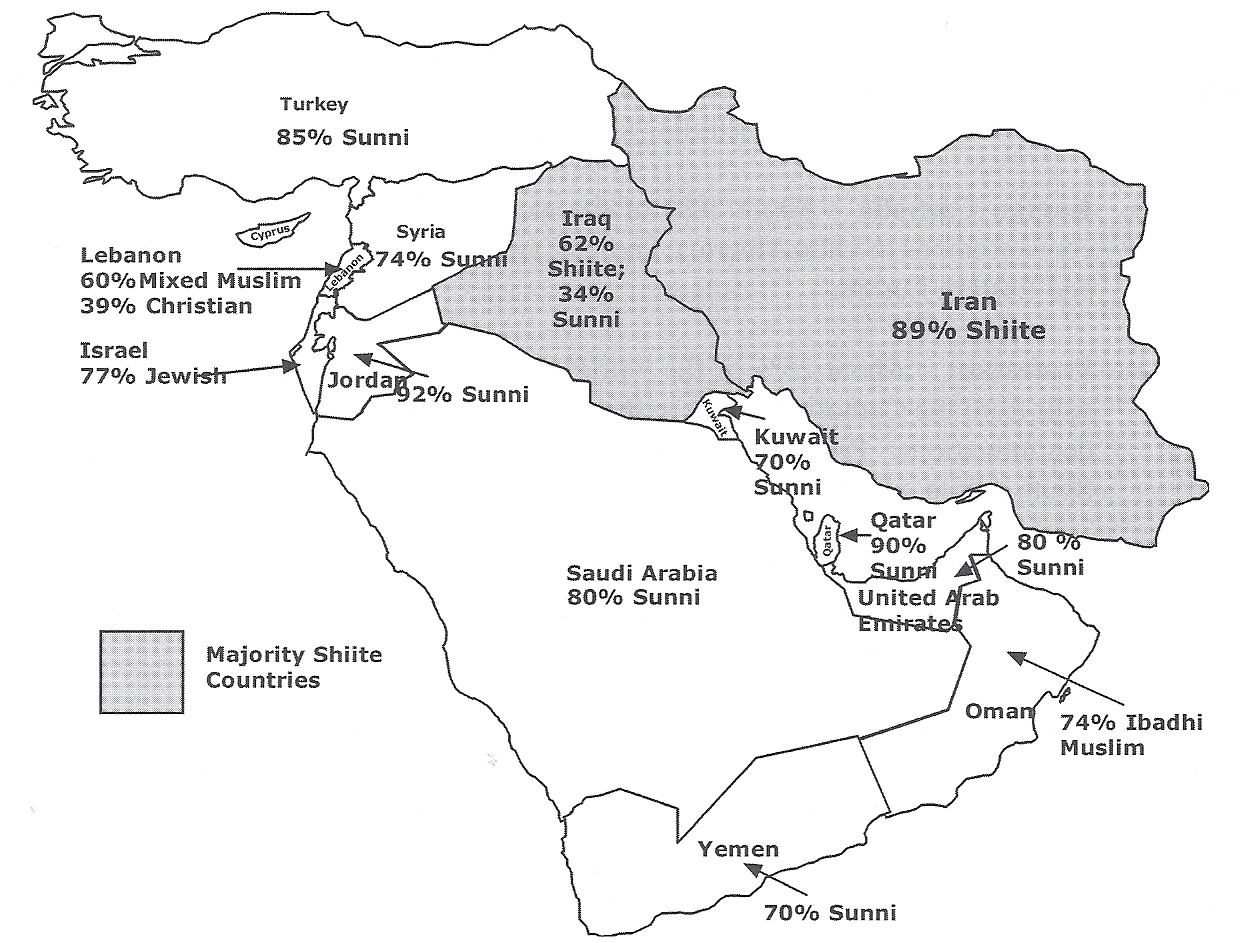 Turkey
85% Sunni
Cyprus
Syria
74% Sunni
Lebanon
60% Mixed Muslim
39% Christian
Lebanon
Iraq
62%
Shiite;
34%
Sunni
Iran
89% Shiite
Israel
77% Jewish
Jordan
92% Sunni
Kuwait
Kuwait
70%
Sunni
Qatar
Qatar
90%
Sunni
80 %
Sunni
United Arab
Emirates
Saudi Arabia
80% Sunni
Majority Shiite
Countries
Oman
74% Ibadhi
Muslim
Yemen
70% Sunni